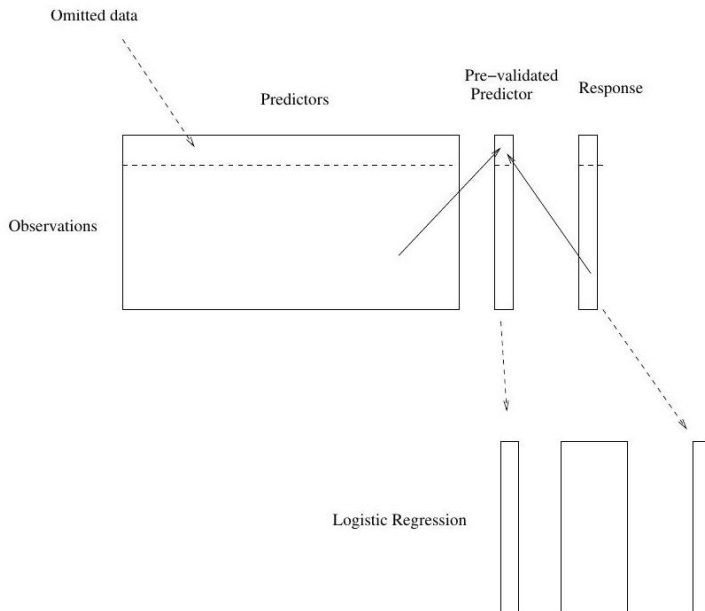 Omitted data
Pre−validated
Predictor
Response
Predictors
Observations
Logistic Regression